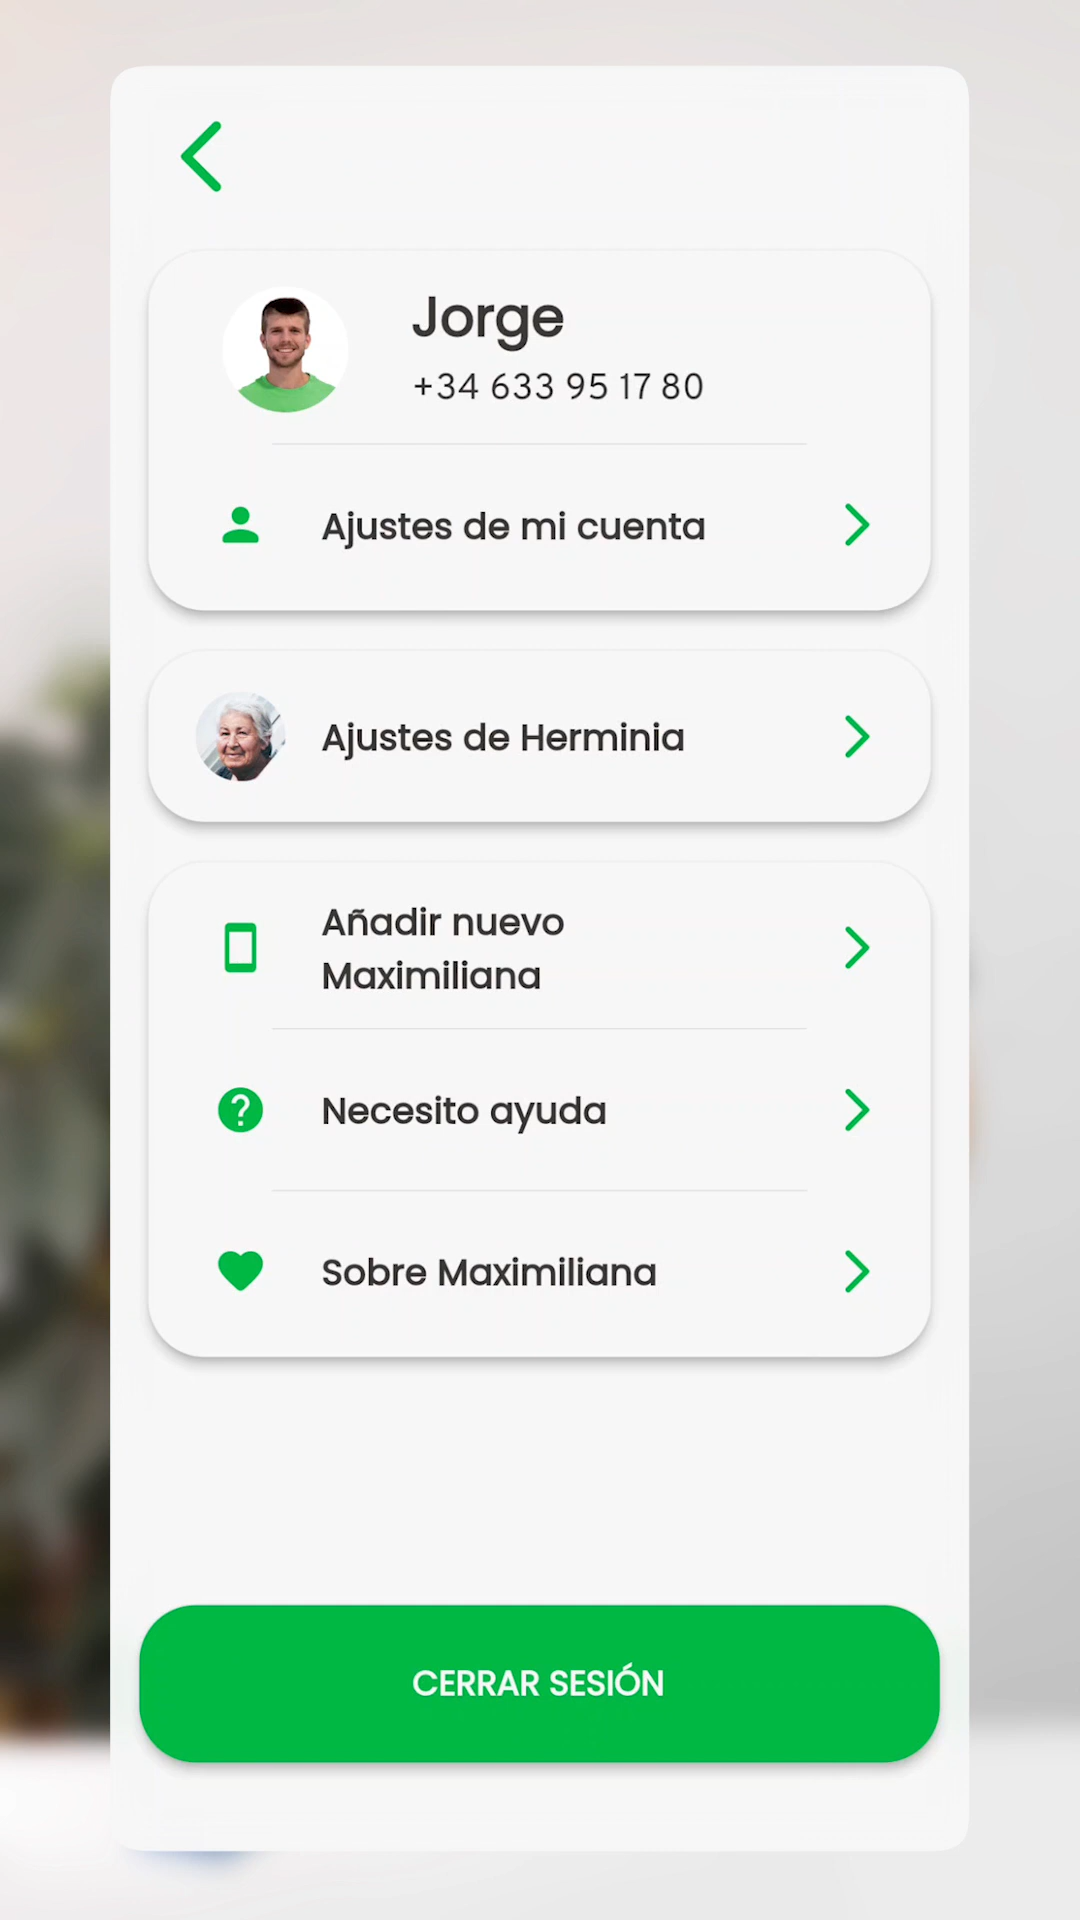 Jorge
+34 633 95 17 80
Ajustes de mi cuenta
Ajustes de Herminia
Añadir nuevo
Maximiliana
Necesito ayuda
Sobre Maximiliana
CERRAR SESIÓN